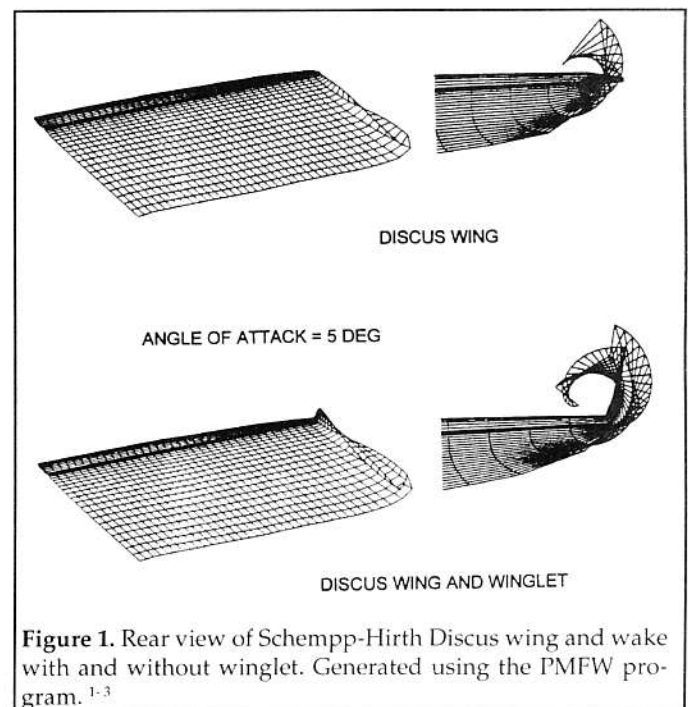 DISCUS WING
ANGLE OF ATTACK = 5 DEG
DISCUS WING AND WINGLET
Figure 1. Rear view of Schempp-Hirth Discus wing and wake
with and without winglet. Generated using the PMFW pro-
gram. 1-3